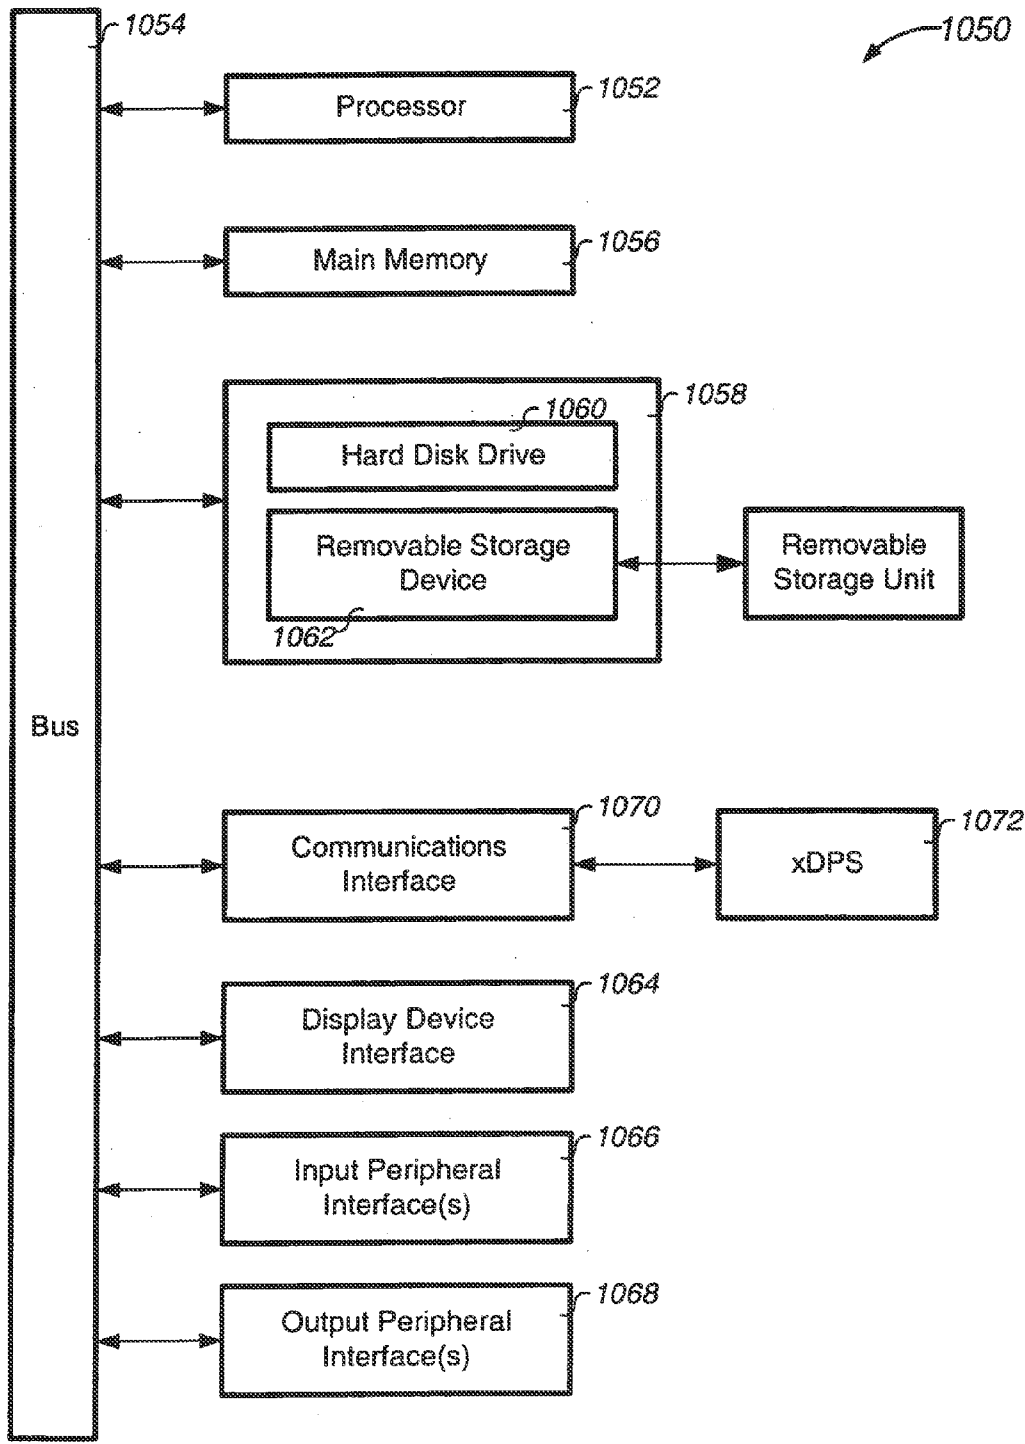 1054
1050
Processor
1052
Main Memory
1056
1058
1060
Hard Disk Drive
Removable Storage
Device
1062
Removable
Storage Unit
Bus
Communications
Interface
1070
xDPS
1072
Display Device
Interface
1064
Input Peripheral
Interface(s)
1066
Output Peripheral
Interface(s)
1068